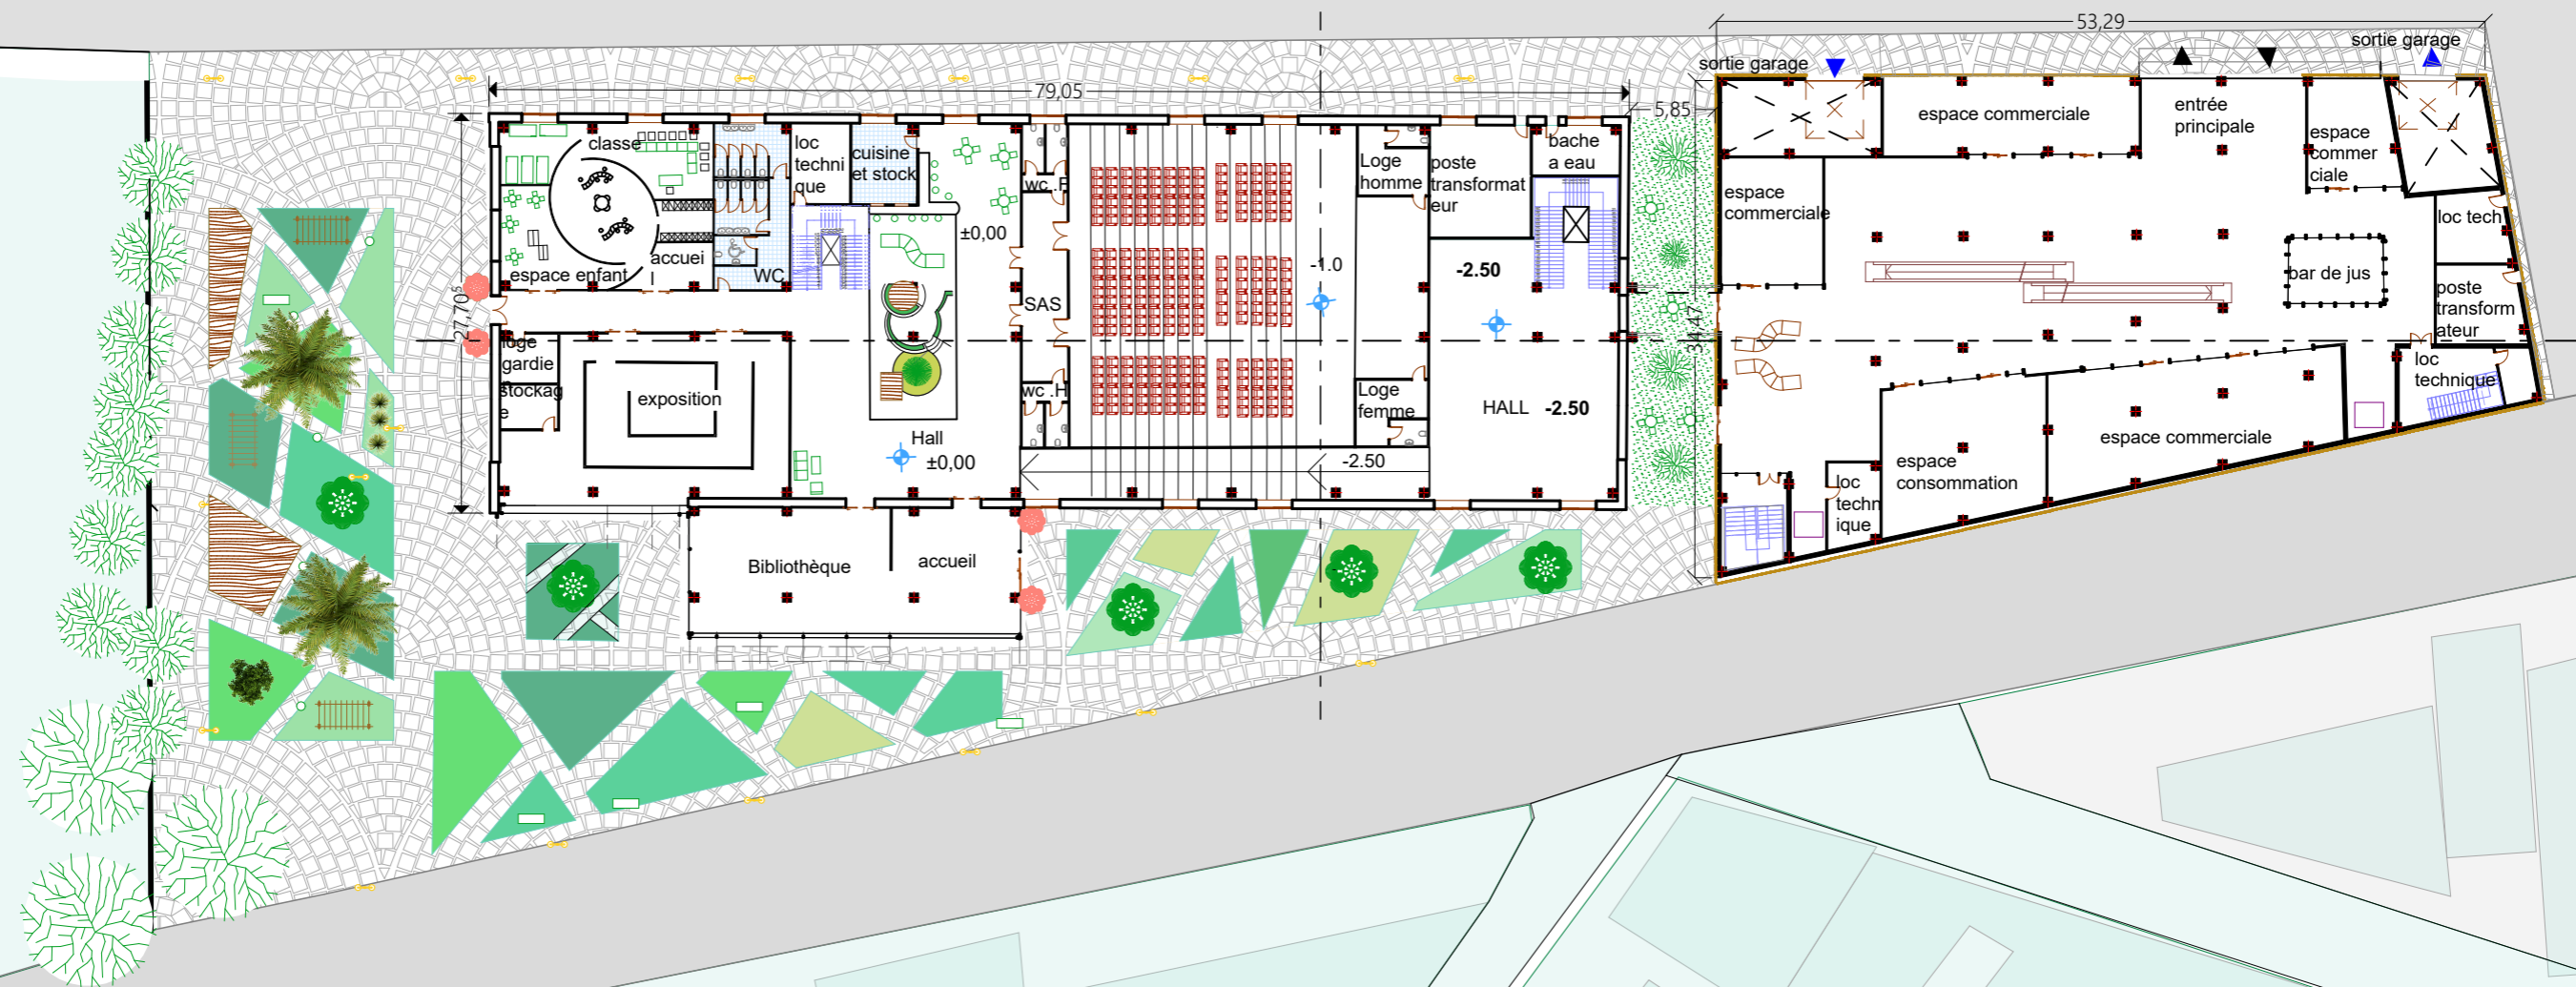 53,29
sortie garage
sortie garage
79,05
5,85
espace commerciale
entrée
principale
espace
commer
ciale
classe
loc
techni
que
cuisine
et stock
wc .F
Loge
homme
poste
transformat
eur
bache
a eau
espace
commerciale
loc tech
±0,00
accuei
l
espace enfant
WC
SAS
-1.0
-2.50
bar de jus
poste
transform
ateur
27,70⁵
34,47
loge
gardie
stockag
e
exposition
wc .H
Loge
femme
HALL
-2.50
loc
technique
Hall
±0,00
-2.50
espace
consommation
espace commerciale
loc
techn
ique
Bibliothèque
accueil